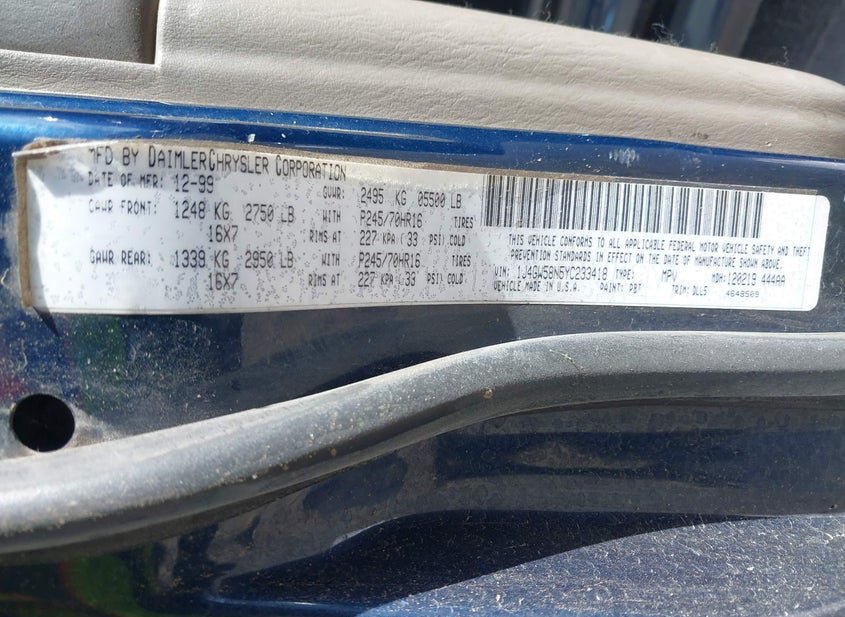 MFD BY DAIMLERCHRYSLER CORPORATION
DATE OF MFR: 12-99 GVWR: 2495 KG 05500 LB
GAWR FRONT: 1248 KG 2750 LB WITH P245/70HR16 TIRES
16X7 RIMS AT 227 KPA ( 33 PSI) COLD
GAWR REAR: 1339 KG 2950 LB WITH P245/70HR16 TIRES
16X7 RIMS AT 227 KPA ( 33 PSI) COLD
THIS VEHICLE CONFORMS TO ALL APPLICABLE FEDERAL MOTOR VEHICLE SAFETY AND THEFT
PREVENTION STANDARDS IN EFFECT ON THE DATE OF MANUFACTURE SHOWN ABOVE.
VIN: 1J4GW58N5YC233418 TYPE: MPV MDH: 120219 444AA
VEHICLE MADE IN U.S.A. PAINT: PBT TRIM: DLL5 4648509